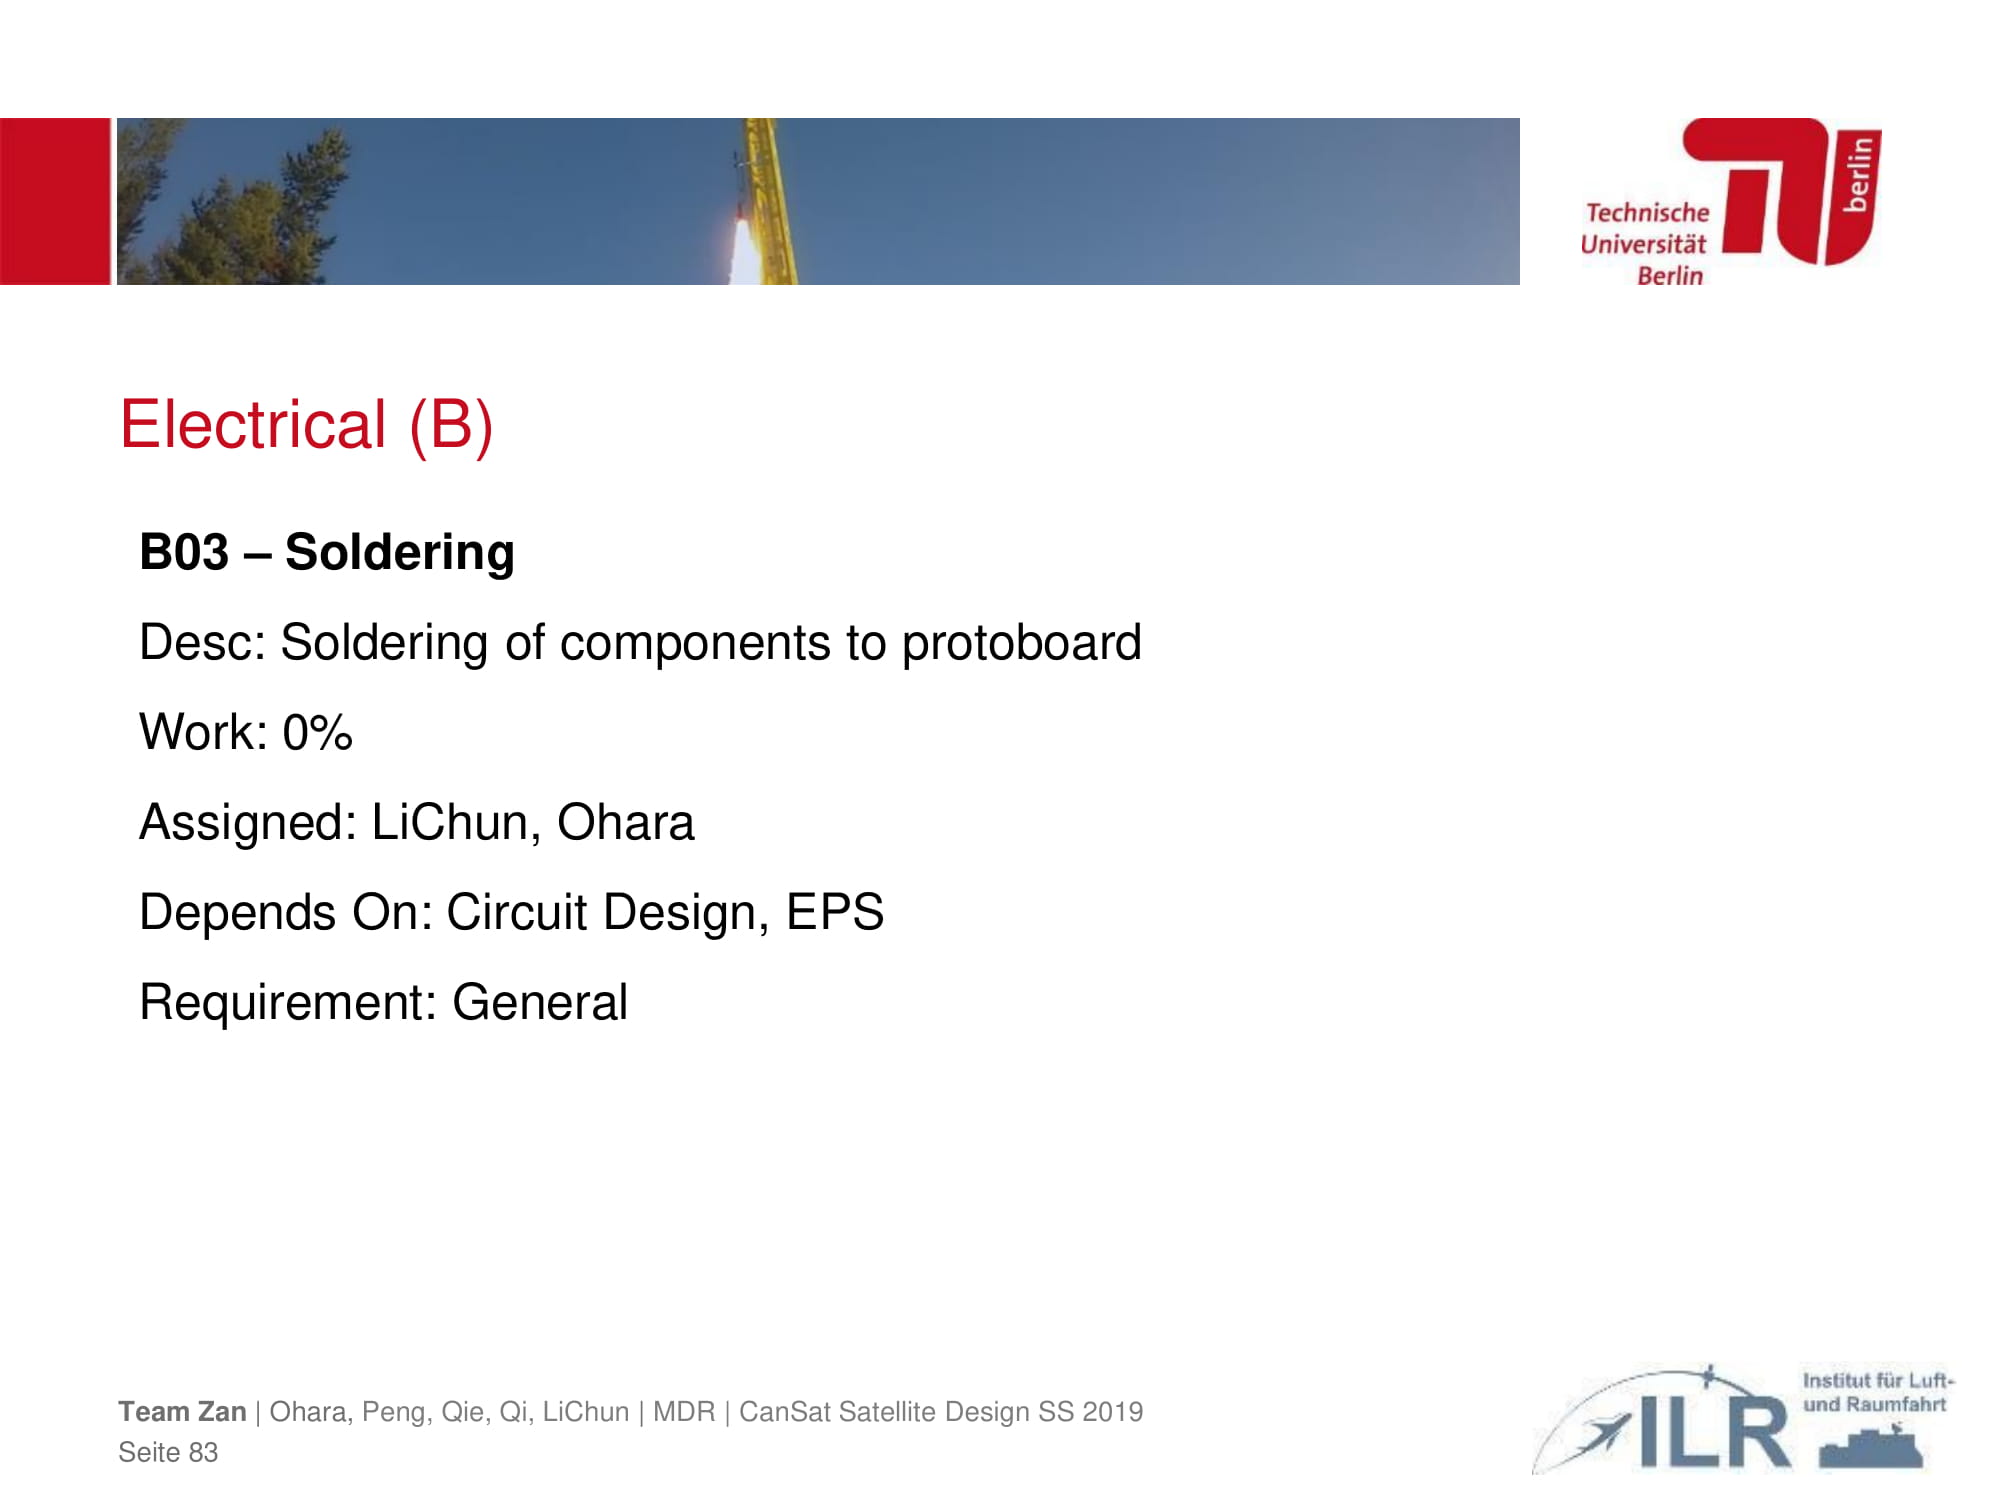 berlin
Technische
Universität
Berlin
Electrical (B)
B03 – Soldering
Desc: Soldering of components to protoboard
Work: 0%
Assigned: LiChun, Ohara
Depends On: Circuit Design, EPS
Requirement: General
Team Zan | Ohara, Peng, Qie, Qi, LiChun | MDR | CanSat Satellite Design SS 2019
Seite 83
ILR
Institut für Luft-
und Raumfahrt